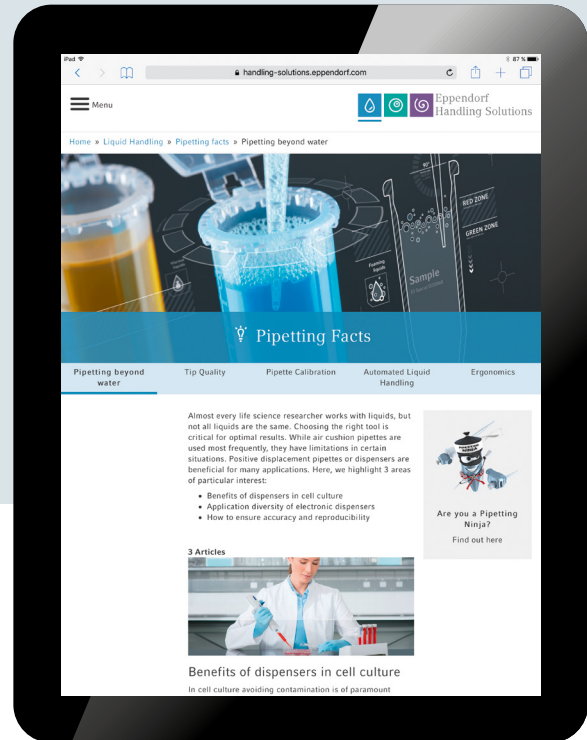 iPad
87 %
handling-solutions.eppendorf.com
Menu
Eppendorf
Handling Solutions
Home » Liquid Handling » Pipetting facts » Pipetting beyond water
90°
RED ZONE
GREEN ZONE
Foaming
liquids
Sample
Pipetting Facts
Pipetting beyond
water
Tip Quality
Pipette Calibration
Automated Liquid
Handling
Ergonomics
Almost every life science researcher works with liquids, but
not all liquids are the same. Choosing the right tool is
critical for optimal results. While air cushion pipettes are
used most frequently, they have limitations in certain
situations. Positive displacement pipettes or dispensers are
beneficial for many applications. Here, we highlight 3 areas
of particular interest:
• Benefits of dispensers in cell culture
• Application diversity of electronic dispensers
• How to ensure accuracy and reproducibility
Are you a Pipetting
Ninja?
Find out here
3 Articles
Benefits of dispensers in cell culture
In cell culture avoiding contamination is of paramount